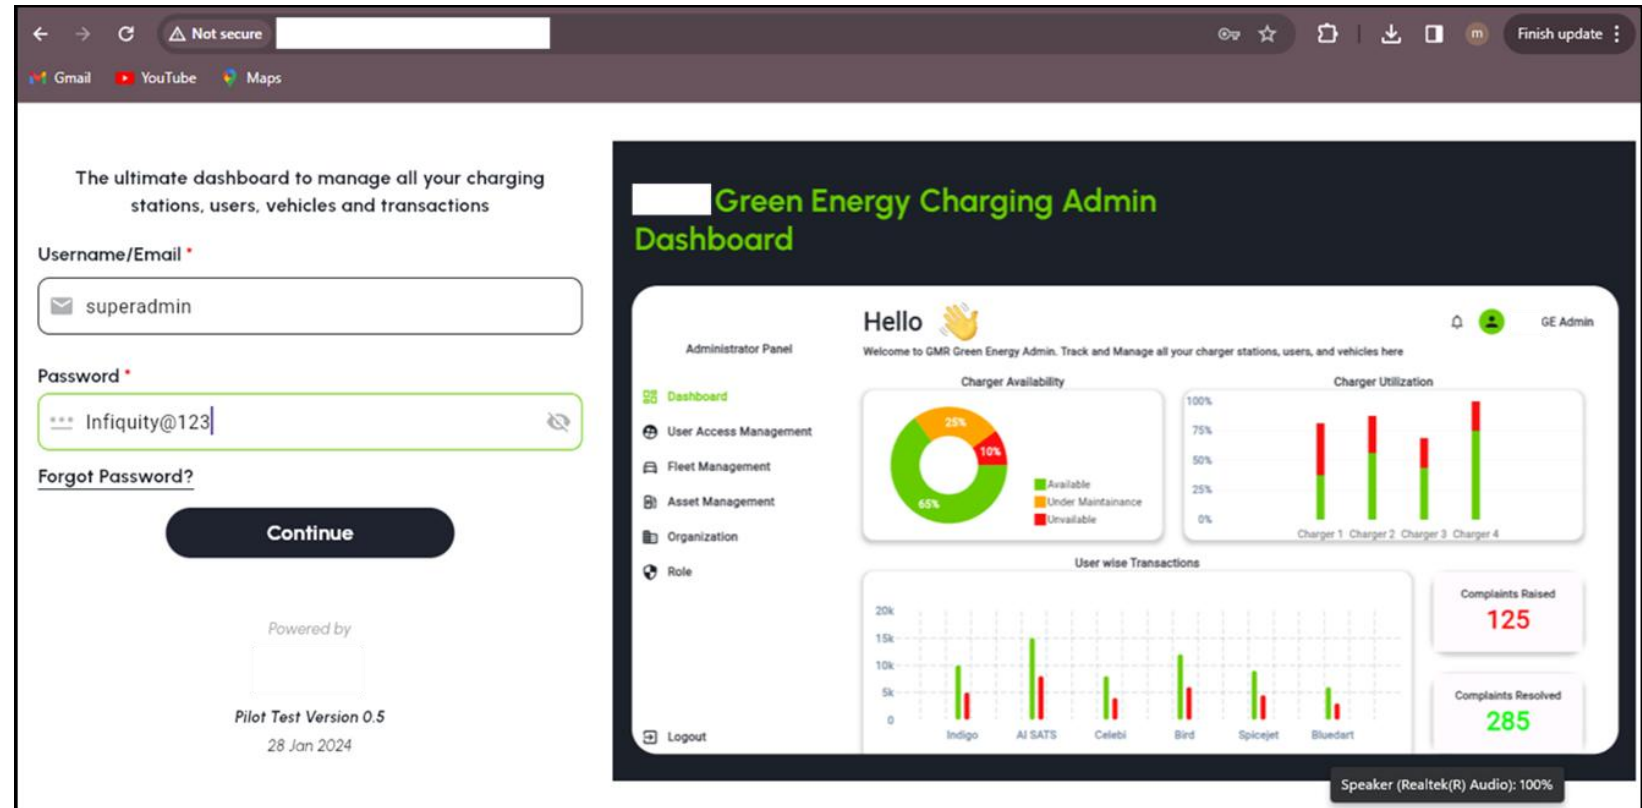 Not secure
Finish update
Gmail YouTube Maps
The ultimate dashboard to manage all your charging
stations, users, vehicles and transactions
Username/Email *
superadmin
Password *
Infiquity@123
Forgot Password?
Continue
Powered by
Pilot Test Version 0.5
28 Jan 2024
Green Energy Charging Admin
Dashboard
Administrator Panel
Dashboard
User Access Management
Fleet Management
Asset Management
Organization
Role
Logout
Hello
GE Admin
Welcome to GMR Green Energy Admin. Track and Manage all your charger stations, users, and vehicles here
Charger Availability
25%
10%
65%
Available
Under Maintainance
Unvailable
Charger Utilization
100%
75%
50%
25%
0%
Charger 1 Charger 2 Charger 3 Charger 4
User wise Transactions
20k
15k
10k
5k
0
Indigo AI SATS Celebi Bird Spicejet Bluedart
Complaints Raised
125
Complaints Resolved
285
Speaker (Realtek(R) Audio): 100%